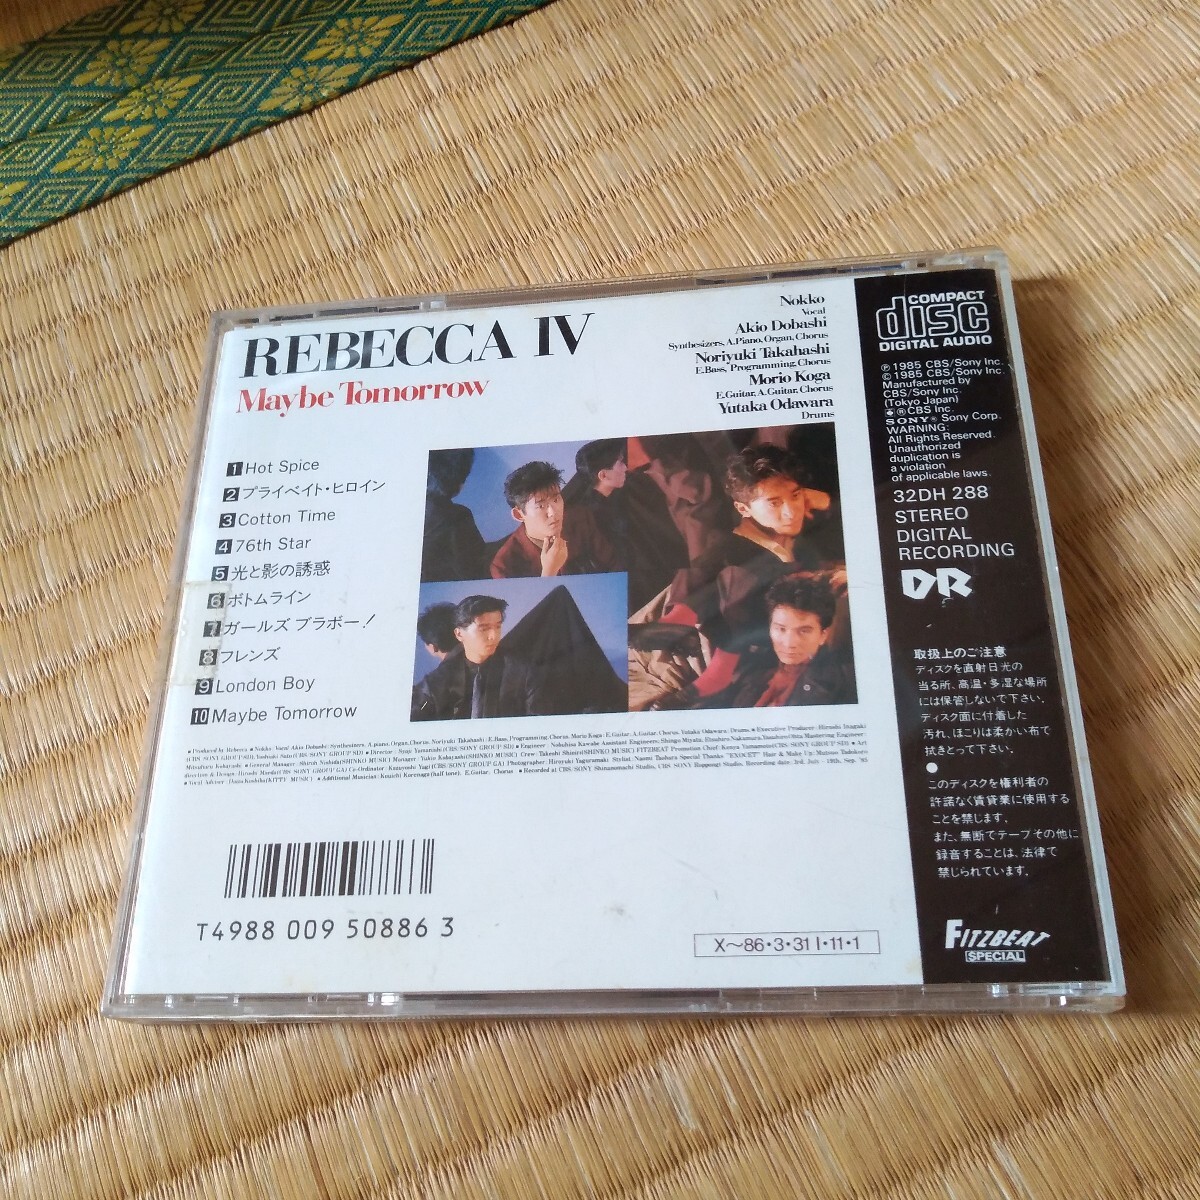 REBECCA IV
Maybe Tomorrow
Nokko
Vocal
Akio Dobashi
Synthesizers, A.Piano, Organ, Chorus
Noriyuki Takahashi
E.Bass, Programming, Chorus
Morio Koga
E.Guitar, A.Guitar, Chorus
Yutaka Odawara
Drums
1 Hot Spice
2 プライベイト・ヒロイン
3 Cotton Time
4 76th Star
5 光と影の誘惑
6 ボトムライン
7 ガールズ ブラボー!
8 フレンズ
9 London Boy
10 Maybe Tomorrow
T4988 009 50886 3
X〜86・3・31 I・11・1
COMPACT
disc
DIGITAL AUDIO
Ⓟ 1985 CBS/Sony Inc.
© 1985 CBS/Sony Inc.
Manufactured by
CBS/Sony Inc.
(Tokyo Japan)
® CBS Inc.
SONY® Sony Corp.
WARNING:
All Rights Reserved.
Unauthorized
duplication is
a violation
of applicable laws.
32DH 288
STEREO
DIGITAL
RECORDING
DR
取扱上のご注意
ディスクを直射日光の
当る所、高温・多湿な場所
には保管しないで下さい。
ディスク面に付着した
汚れ、ほこりは柔かい布で
拭きとって下さい。
●
このディスクを権利者の
許諾なく賃貸業に使用する
ことを禁じます。
また、無断でテープその他に
録音することは、法律で
禁じられています。
FITZBEAT
SPECIAL